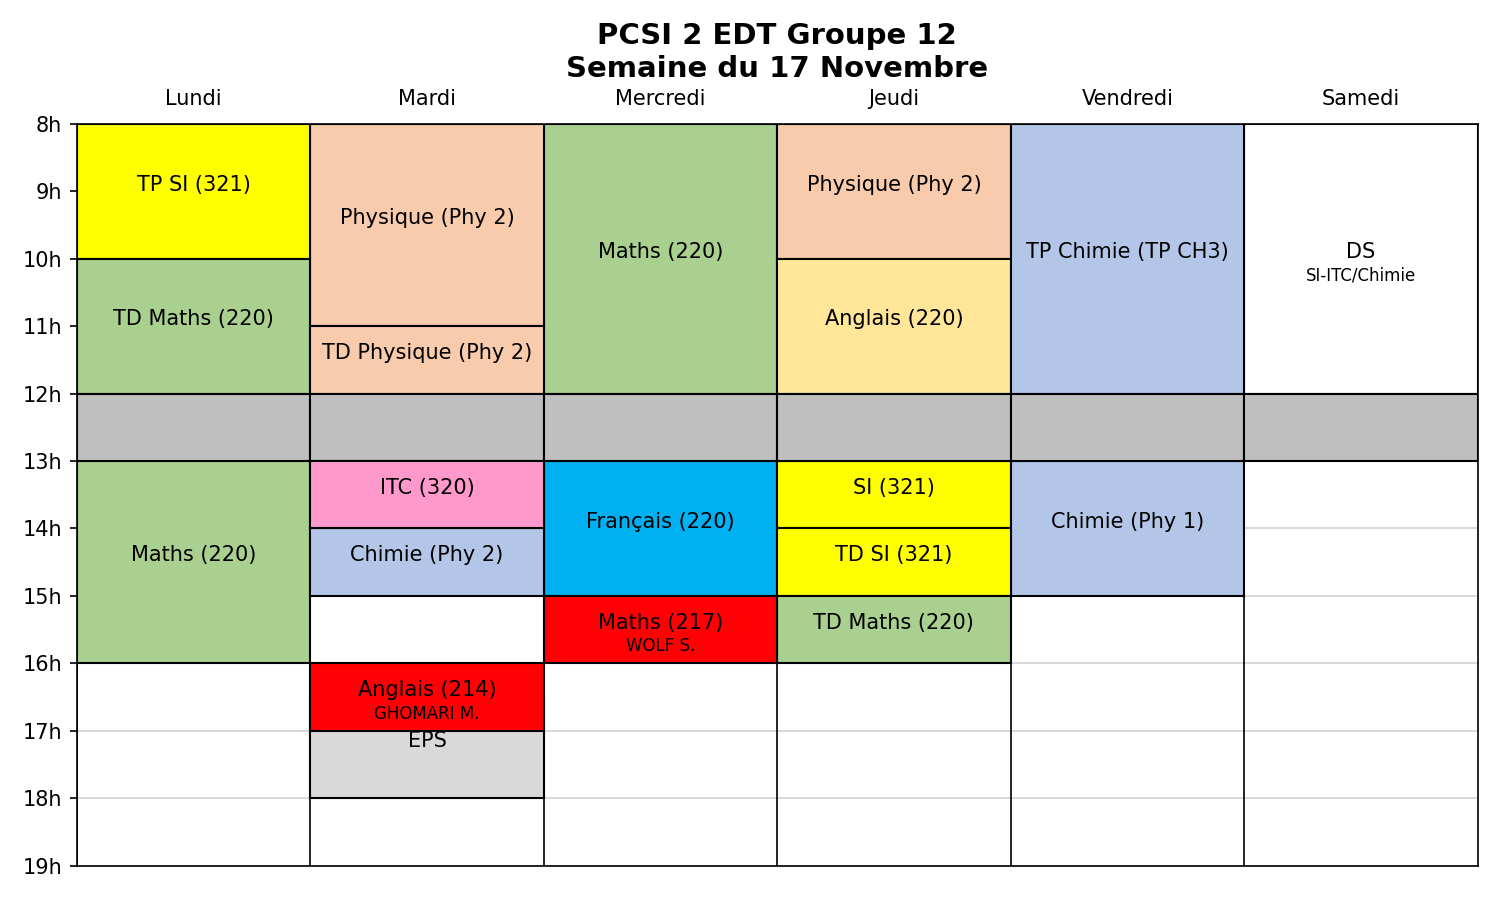 PCSI 2 EDT Groupe 12
Semaine du 17 Novembre
Lundi Mardi Mercredi Jeudi Vendredi Samedi
8h
9h
10h
11h
12h
13h
14h
15h
16h
17h
18h
19h
TP SI (321)
TD Maths (220)
Maths (220)
Physique (Phy 2)
TD Physique (Phy 2)
ITC (320)
Chimie (Phy 2)
Anglais (214)
GHOMARI M.
EPS
Maths (220)
Français (220)
Maths (217)
WOLF S.
Physique (Phy 2)
Anglais (220)
SI (321)
TD SI (321)
TD Maths (220)
TP Chimie (TP CH3)
Chimie (Phy 1)
DS
SI-ITC/Chimie